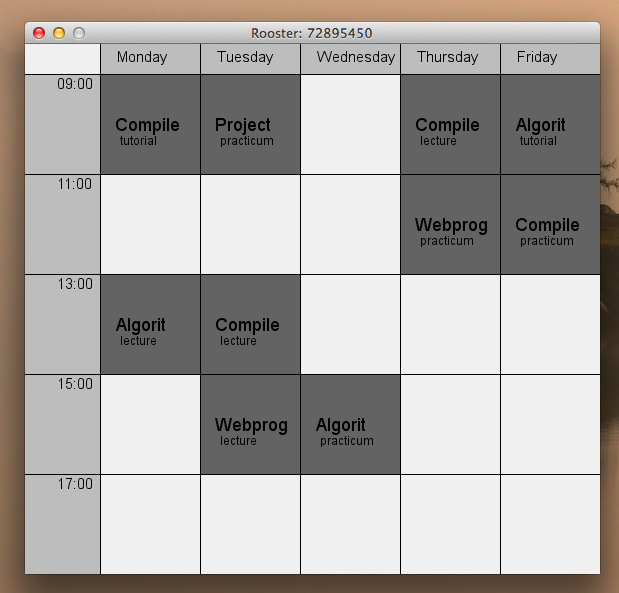 Rooster: 72895450
Monday Tuesday Wednesday Thursday Friday
09:00
Compile Project Compile Algorit
tutorial practicum lecture tutorial
11:00
Webprog Compile
practicum practicum
13:00
Algorit Compile
lecture lecture
15:00
Webprog Algorit
lecture practicum
17:00